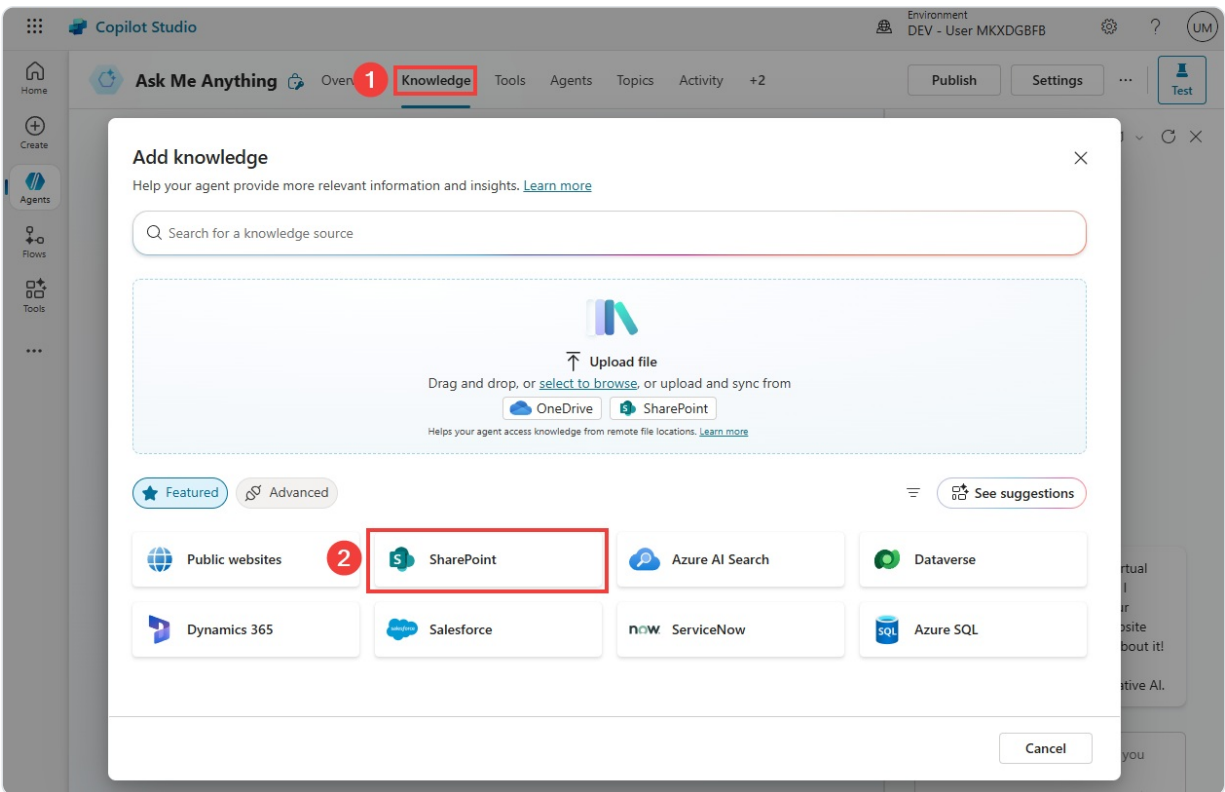 Copilot Studio
Environment
DEV - User MKXDGBFB
?
UM
Home
Create
Agents
Flows
Tools
Ask Me Anything
1
Knowledge
Tools
Agents
Topics
Activity
+2
Publish
Settings
...
Test
Add knowledge
Help your agent provide more relevant information and insights. Learn more
Search for a knowledge source
Upload file
Drag and drop, or select to browse, or upload and sync from
OneDrive
SharePoint
Helps your agent access knowledge from remote file locations. Learn more
Featured
Advanced
See suggestions
Public websites
2
SharePoint
Azure AI Search
Dataverse
Dynamics 365
Salesforce
now ServiceNow
SQL
Azure SQL
bout it!
AI.
Cancel
you